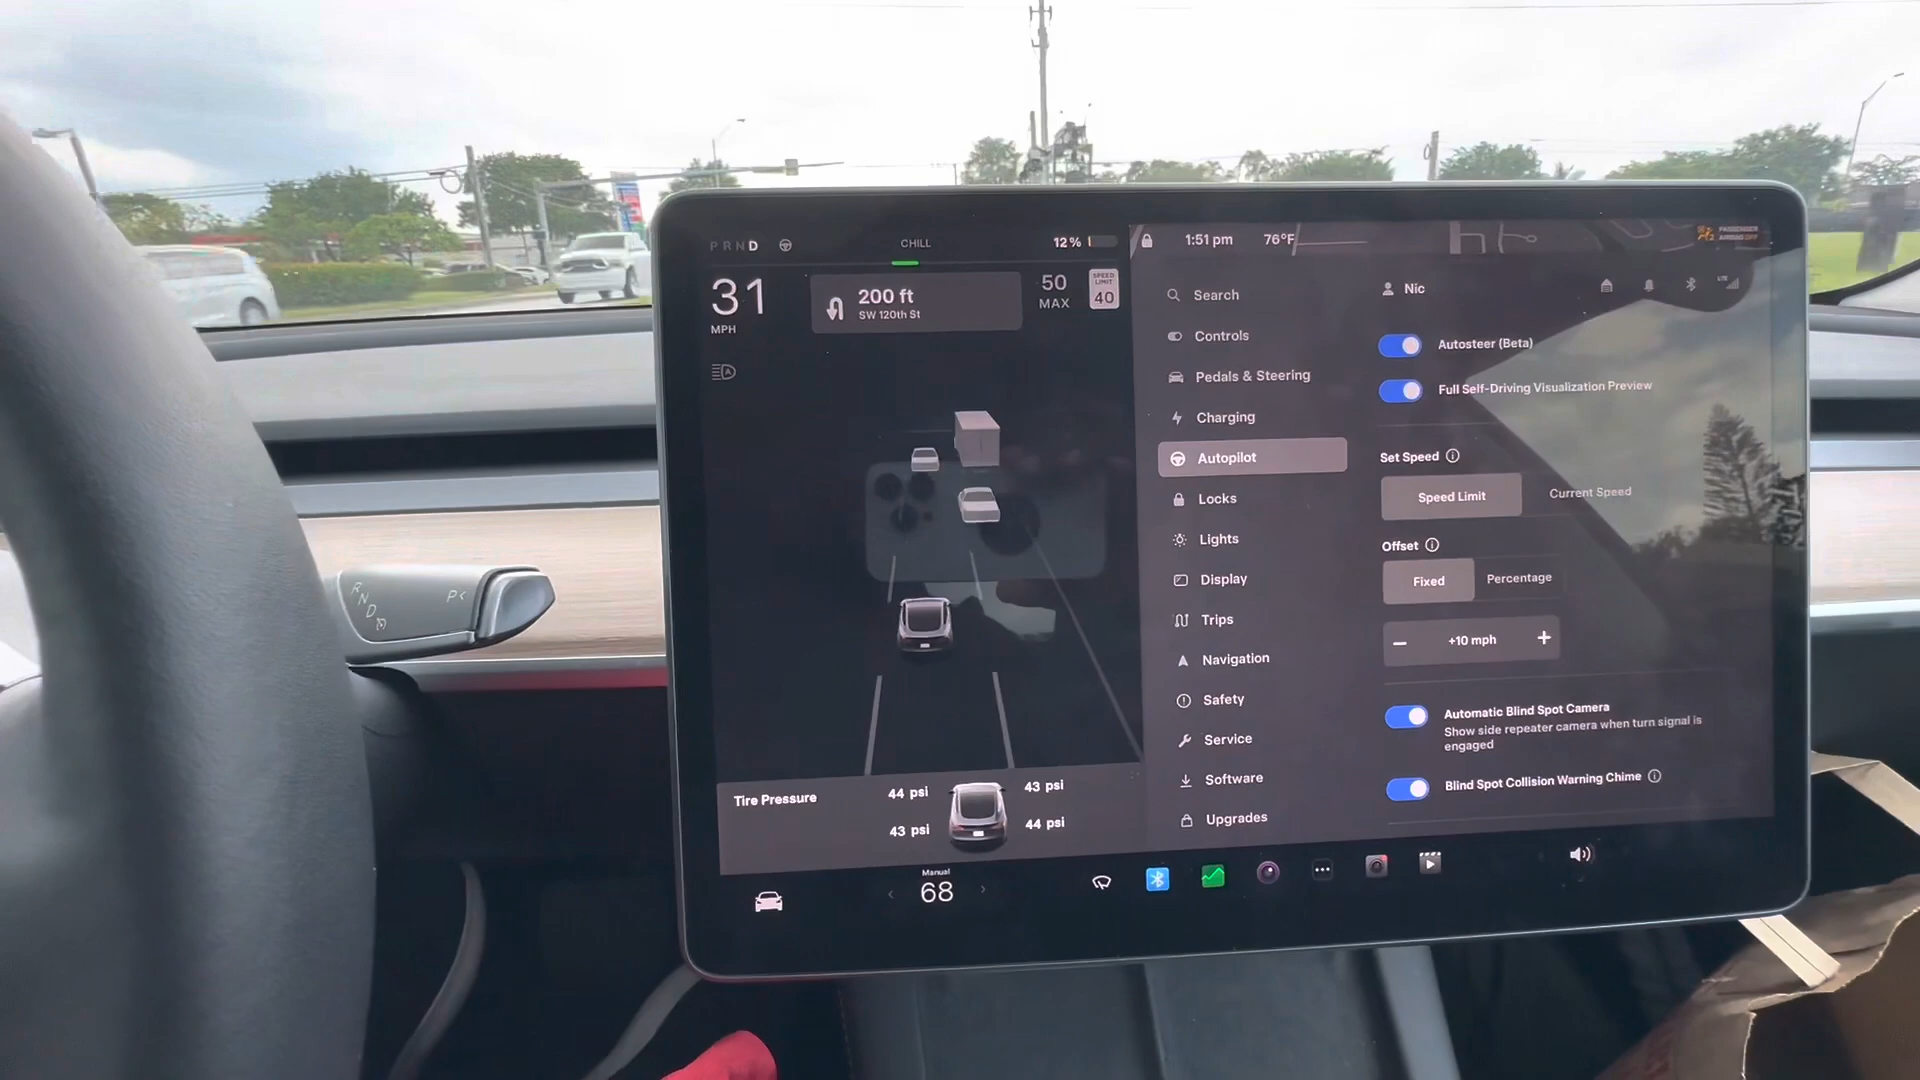 P R N D
CHILL
12 %
31
MPH
200 ft
SW 120th St
50
MAX
SPEED
LIMIT
40
A
Tire Pressure
44 psi
43 psi
43 psi
44 psi
Manual
68
1:51 pm
76°F
PASSENGER
AIRBAG OFF
Search
Controls
Pedals & Steering
Charging
Autopilot
Locks
Lights
Display
Trips
Navigation
Safety
Service
Software
Upgrades
Nic
LTE
Autosteer (Beta)
Full Self-Driving Visualization Preview
Set Speed
Speed Limit
Current Speed
Offset
Fixed
Percentage
− +10 mph +
Automatic Blind Spot Camera
Show side repeater camera when turn signal is
engaged
Blind Spot Collision Warning Chime
R
N
D
P<